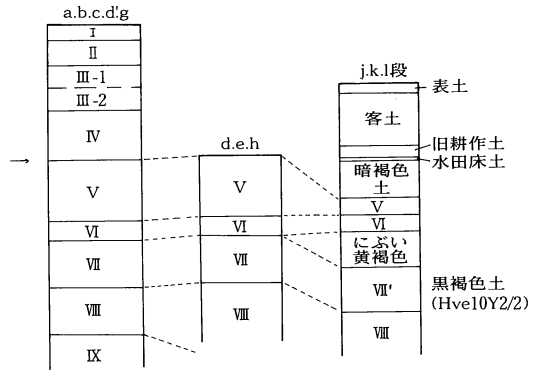 a.b.c.d'g
Ⅰ
Ⅱ
Ⅲ-1
Ⅲ-2
Ⅳ
→
Ⅴ
Ⅵ
Ⅶ
Ⅷ
Ⅸ
d.e.h
Ⅴ
Ⅵ
Ⅶ
Ⅷ
j.k.l段
表土
客土
旧耕作土
水田床土
暗褐色
土
Ⅴ
Ⅵ
にぶい
黄褐色
Ⅶ'
黒褐色土
(Hve10Y2/2)
Ⅷ